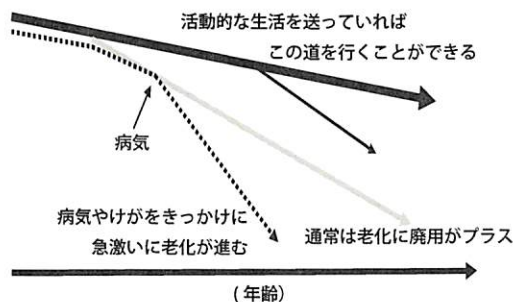 活動的な生活を送っていれば
この道を行くことができる
病気
病気やけがをきっかけに
急激いに老化が進む
通常は老化に廃用がプラス
(年齢)